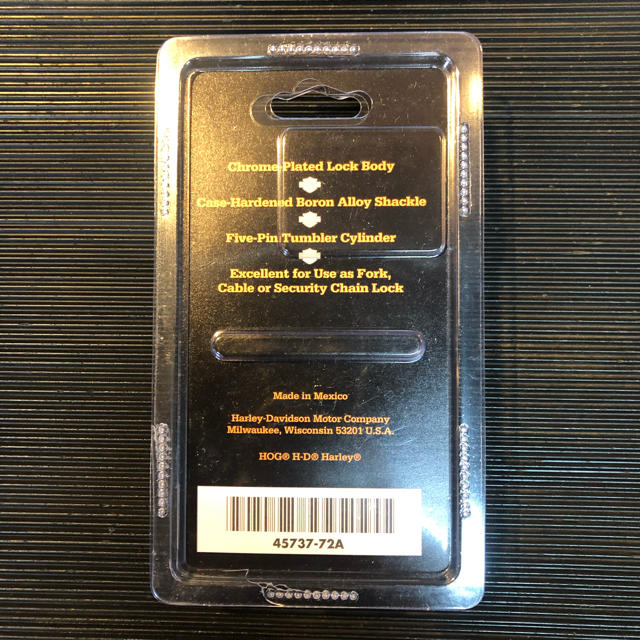 Chrome-Plated Lock Body
Case-Hardened Boron Alloy Shackle
Five-Pin Tumbler Cylinder
Excellent for Use as Fork,
Cable or Security Chain Lock
Made in Mexico
Harley-Davidson Motor Company
Milwaukee, Wisconsin 53201 U.S.A.
HOG® H-D® Harley®
45737-72A